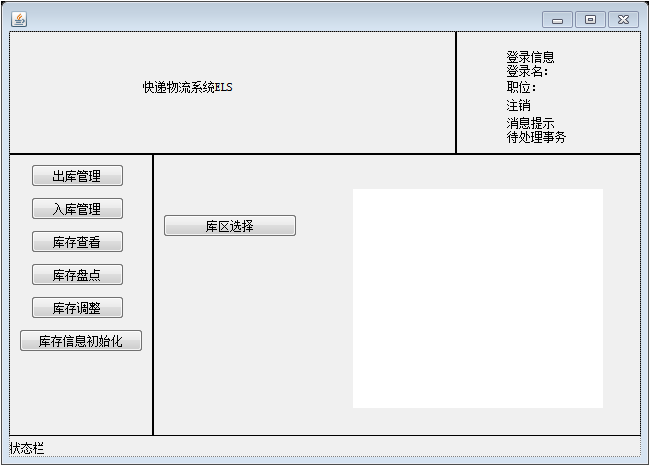 快递物流系统ELS
登录信息
登录名：
职位：
注销
消息提示
待处理事务
出库管理
入库管理
库存查看
库存盘点
库存调整
库存信息初始化
库区选择
状态栏